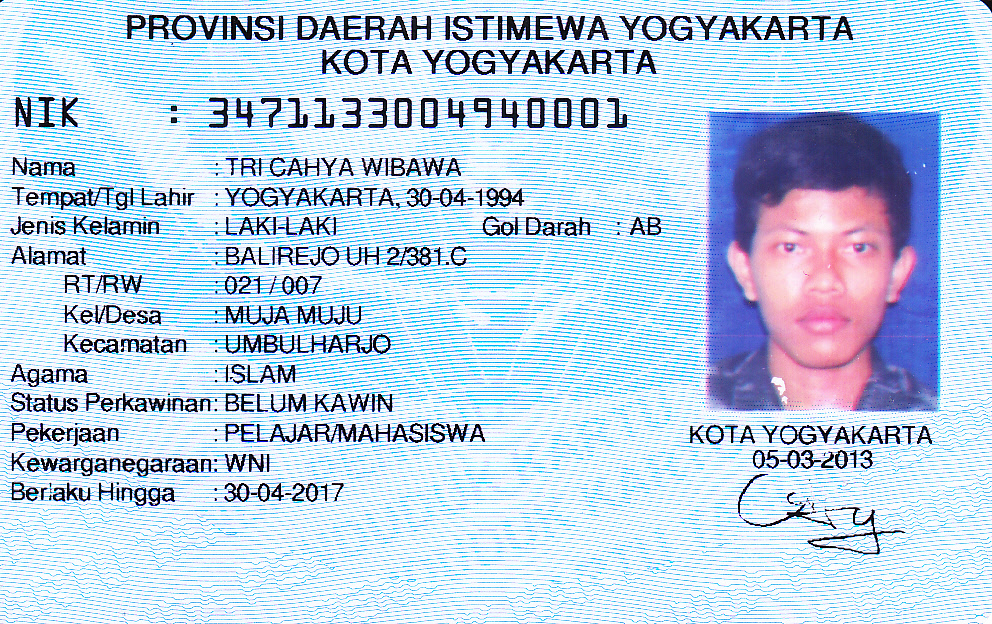 PROVINSI DAERAH ISTIMEWA YOGYAKARTA
KOTA YOGYAKARTA
NIK : 3471133004940001
Nama : TRI CAHYA WIBAWA
Tempat/Tgl Lahir : YOGYAKARTA, 30-04-1994
Jenis Kelamin : LAKI-LAKI Gol Darah : AB
Alamat : BALIREJO UH 2/381.C
RT/RW : 021 / 007
Kel/Desa : MUJA MUJU
Kecamatan : UMBULHARJO
Agama : ISLAM
Status Perkawinan: BELUM KAWIN
Pekerjaan : PELAJAR/MAHASISWA
Kewarganegaraan: WNI
Berlaku Hingga : 30-04-2017
KOTA YOGYAKARTA
05-03-2013